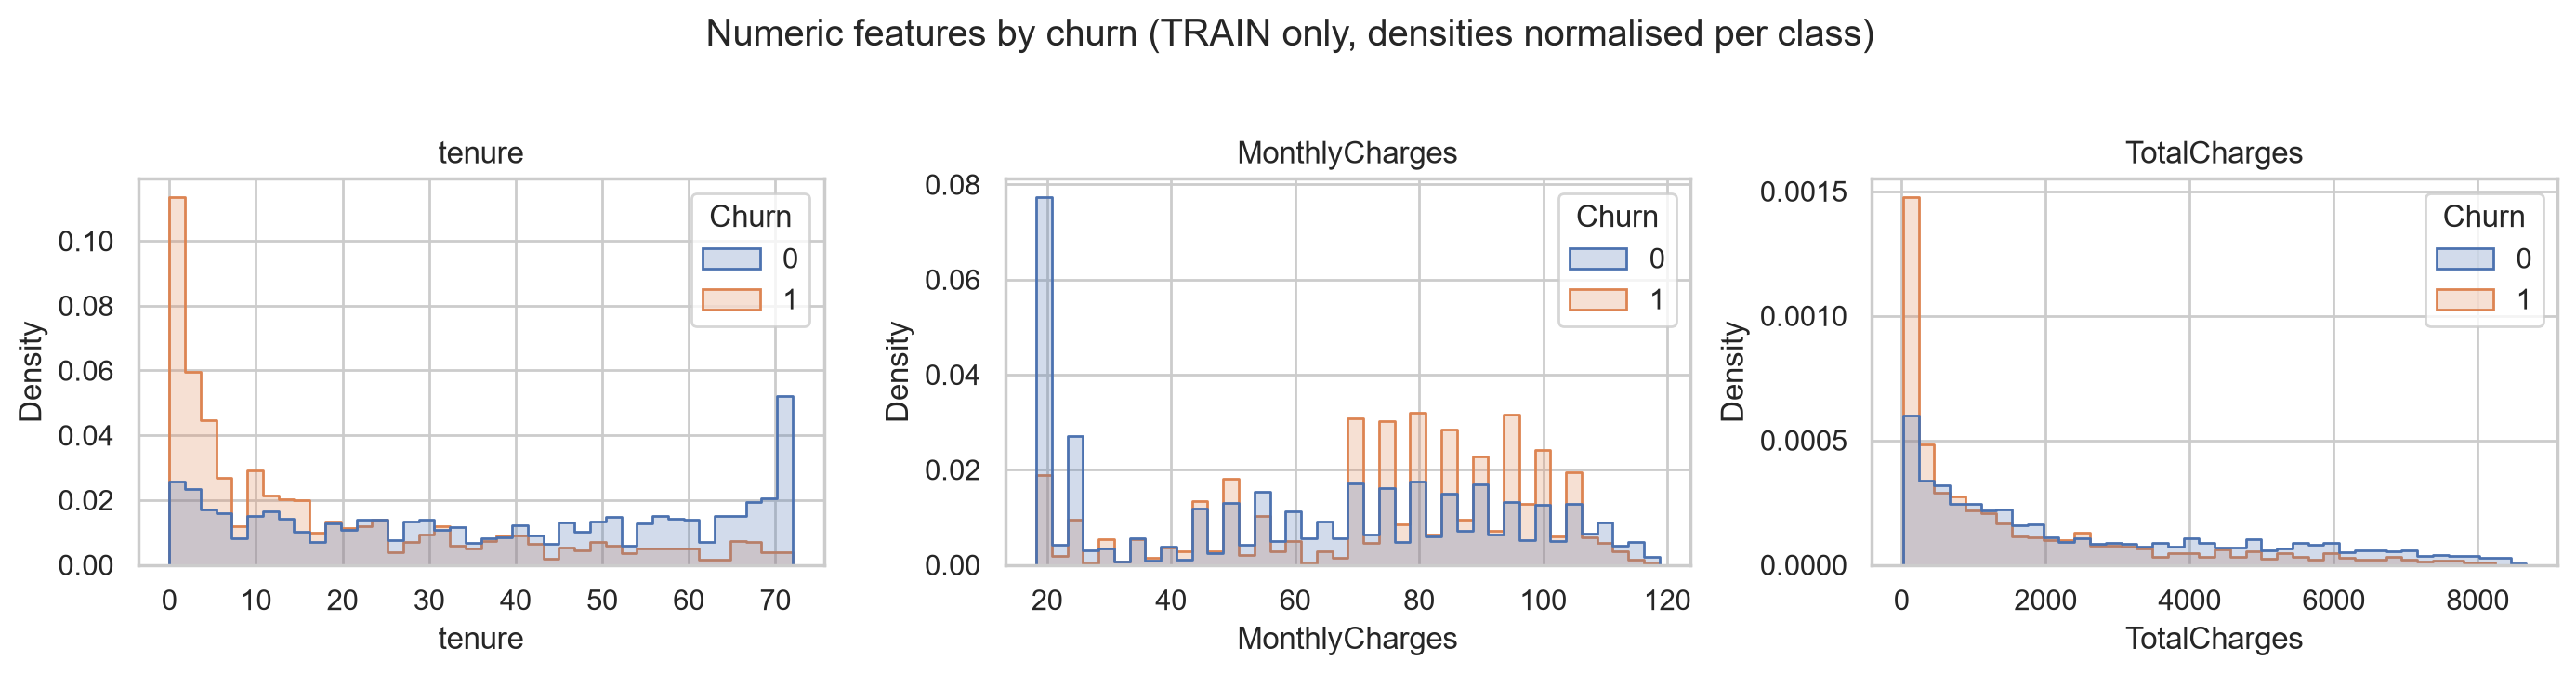 Numeric features by churn (TRAIN only, densities normalised per class)
tenure
Density
0.10
0.08
0.06
0.04
0.02
0.00
0 10 20 30 40 50 60 70
tenure
Churn
0
1
MonthlyCharges
Density
0.08
0.06
0.04
0.02
0.00
20 40 60 80 100 120
MonthlyCharges
Churn
0
1
TotalCharges
Density
0.0015
0.0010
0.0005
0.0000
0 2000 4000 6000 8000
TotalCharges
Churn
0
1